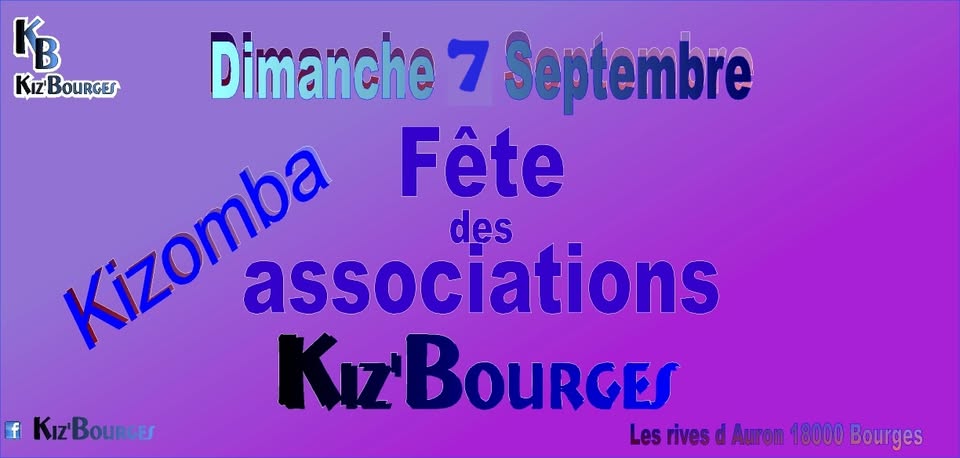 KB
Kiz'Bourges
Dimanche 7 Septembre
Fête
des
associations
Kizomba
Kiz'Bourges
f Kiz'Bourges
Les rives d Auron 18000 Bourges